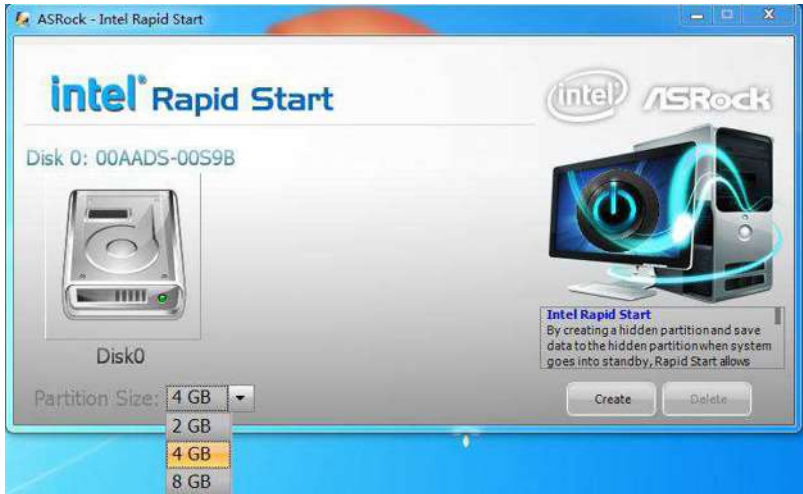 ASRock - Intel Rapid Start
intel® Rapid Start
intel® ASRock
Disk 0: 00AADS-00S9B
Disk0
Intel Rapid Start
By creating a hidden partition and save
data to the hidden partition when system
goes into standby, Rapid Start allows
Partition Size: 4 GB
Create Delete
2 GB
4 GB
8 GB